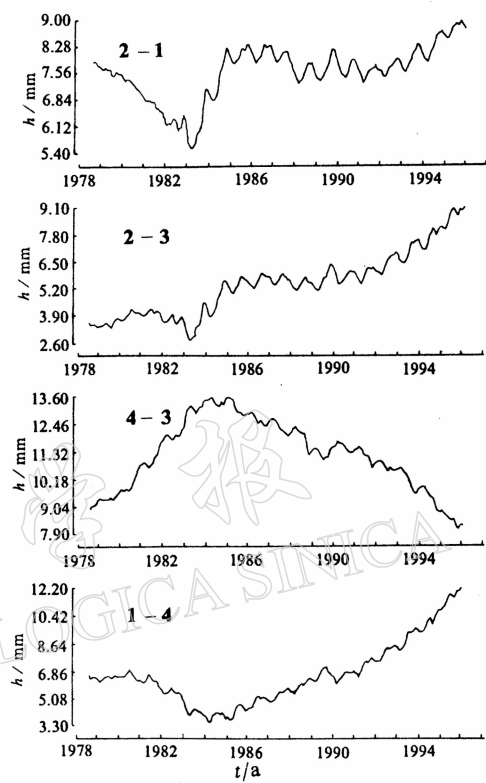 9.00
8.28
7.56
6.84
6.12
5.40
h / mm
2 – 1
1978 1982 1986 1990 1994
9.10
7.80
6.50
5.20
3.90
2.60
h / mm
2 – 3
1978 1982 1986 1990 1994
13.60
12.46
11.32
10.18
9.04
7.90
h / mm
4 – 3
学报
1978 1982 1986 1990 1994
LOGICA SINICA
12.20
10.42
8.64
6.86
5.08
3.30
h / mm
1 – 4
1978 1982 1986 1990 1994
t/a